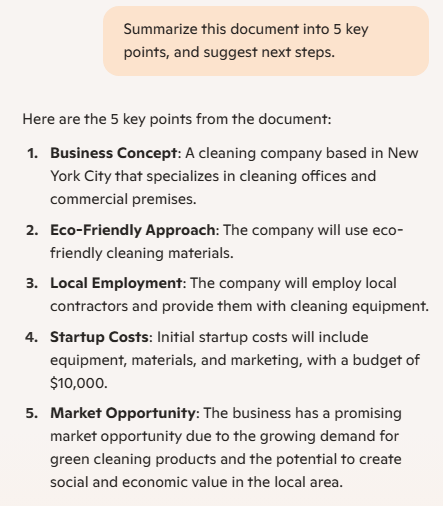 Summarize this document into 5 key
points, and suggest next steps.
Here are the 5 key points from the document:
1. Business Concept: A cleaning company based in New
York City that specializes in cleaning offices and
commercial premises.
2. Eco-Friendly Approach: The company will use eco-
friendly cleaning materials.
3. Local Employment: The company will employ local
contractors and provide them with cleaning equipment.
4. Startup Costs: Initial startup costs will include
equipment, materials, and marketing, with a budget of
$10,000.
5. Market Opportunity: The business has a promising
market opportunity due to the growing demand for
green cleaning products and the potential to create
social and economic value in the local area.